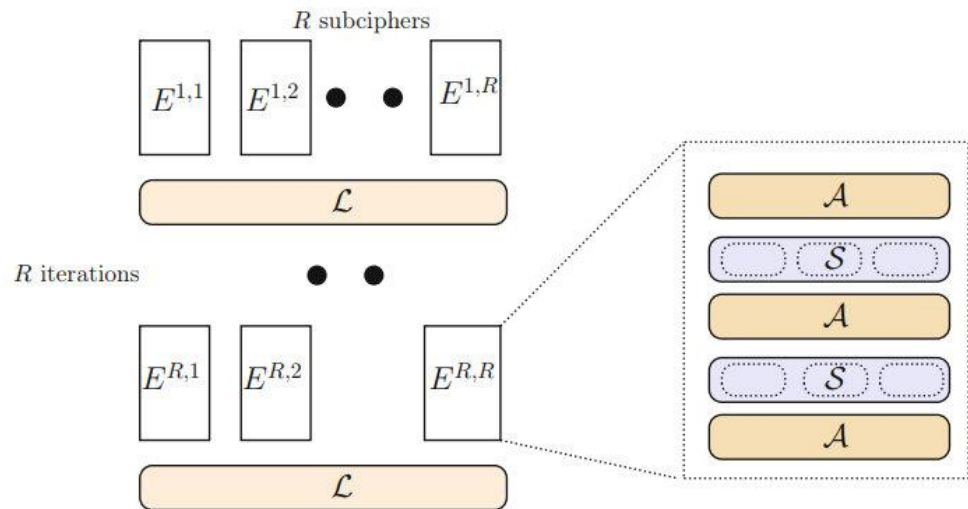 R subciphers
E^{1,1} E^{1,2} E^{1,R}
𝓛
R iterations
E^{R,1} E^{R,2} E^{R,R}
𝓛
𝓐
𝓢
𝓐
𝓢
𝓐